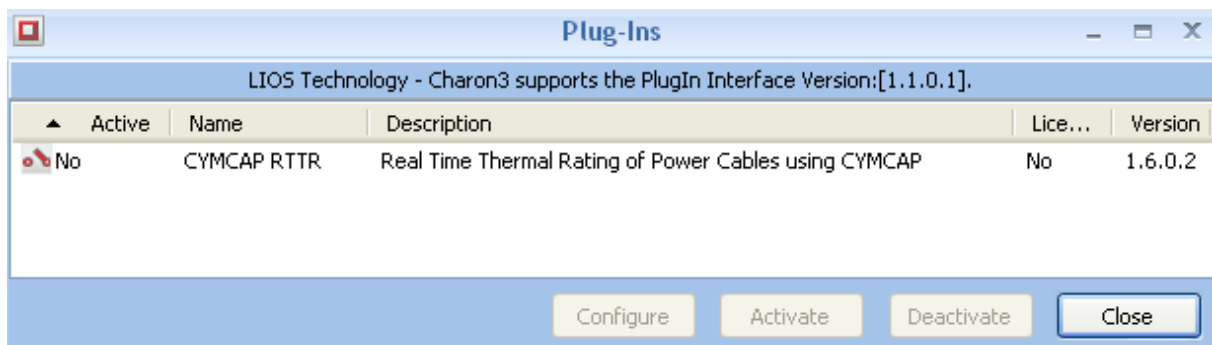 Plug-Ins
LIOS Technology - Charon3 supports the PlugIn Interface Version:[1.1.0.1].
Active Name Description Lice... Version
No CYMCAP RTTR Real Time Thermal Rating of Power Cables using CYMCAP No 1.6.0.2
Configure Activate Deactivate Close